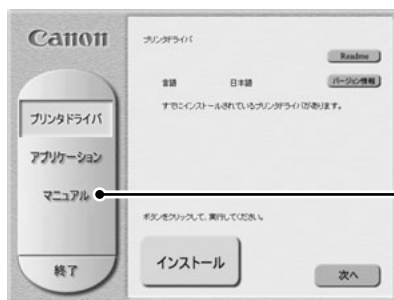 Canon
プリンタドライバ
アプリケーション
マニュアル
終了
プリンタドライバ
Readme
言語 日本語
バージョン情報
すでにインストールされているプリンタドライバがあります。
ボタンをクリックして、実行してください。
インストール
次へ